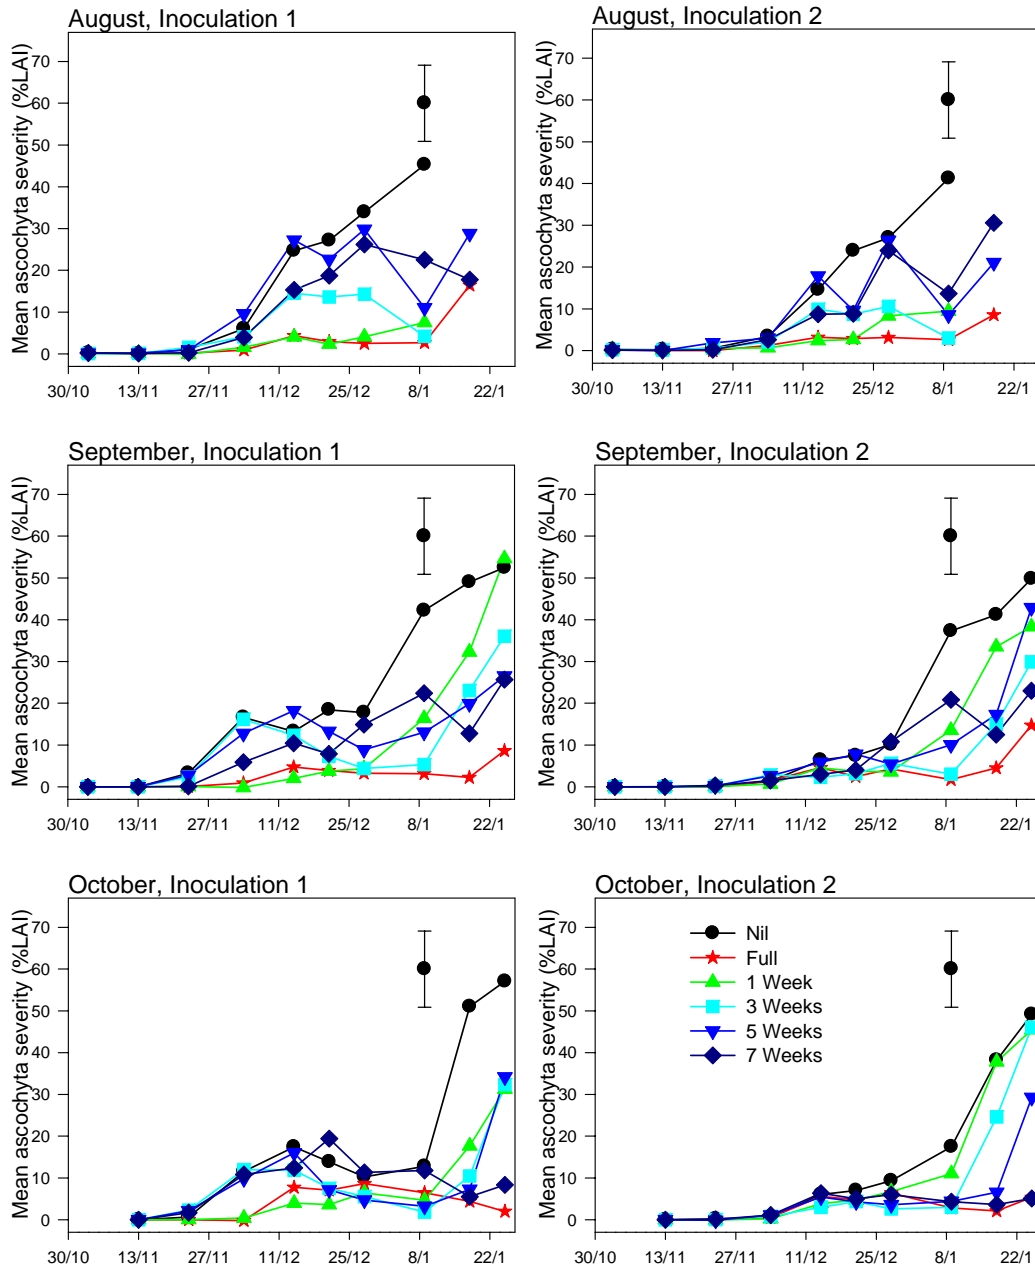 August, Inoculation 1
Mean ascochyta severity (%LAI)
70
60
50
40
30
20
10
0
30/10 13/11 27/11 11/12 25/12 8/1 22/1
August, Inoculation 2
Mean ascochyta severity (%LAI)
70
60
50
40
30
20
10
0
30/10 13/11 27/11 11/12 25/12 8/1 22/1
September, Inoculation 1
Mean ascochyta severity (%LAI)
70
60
50
40
30
20
10
0
30/10 13/11 27/11 11/12 25/12 8/1 22/1
September, Inoculation 2
Mean ascochyta severity (%LAI)
70
60
50
40
30
20
10
0
30/10 13/11 27/11 11/12 25/12 8/1 22/1
October, Inoculation 1
Mean ascochyta severity (%LAI)
70
60
50
40
30
20
10
0
30/10 13/11 27/11 11/12 25/12 8/1 22/1
October, Inoculation 2
Mean ascochyta severity (%LAI)
70
60
50
40
30
20
10
0
Nil
Full
1 Week
3 Weeks
5 Weeks
7 Weeks
30/10 13/11 27/11 11/12 25/12 8/1 22/1